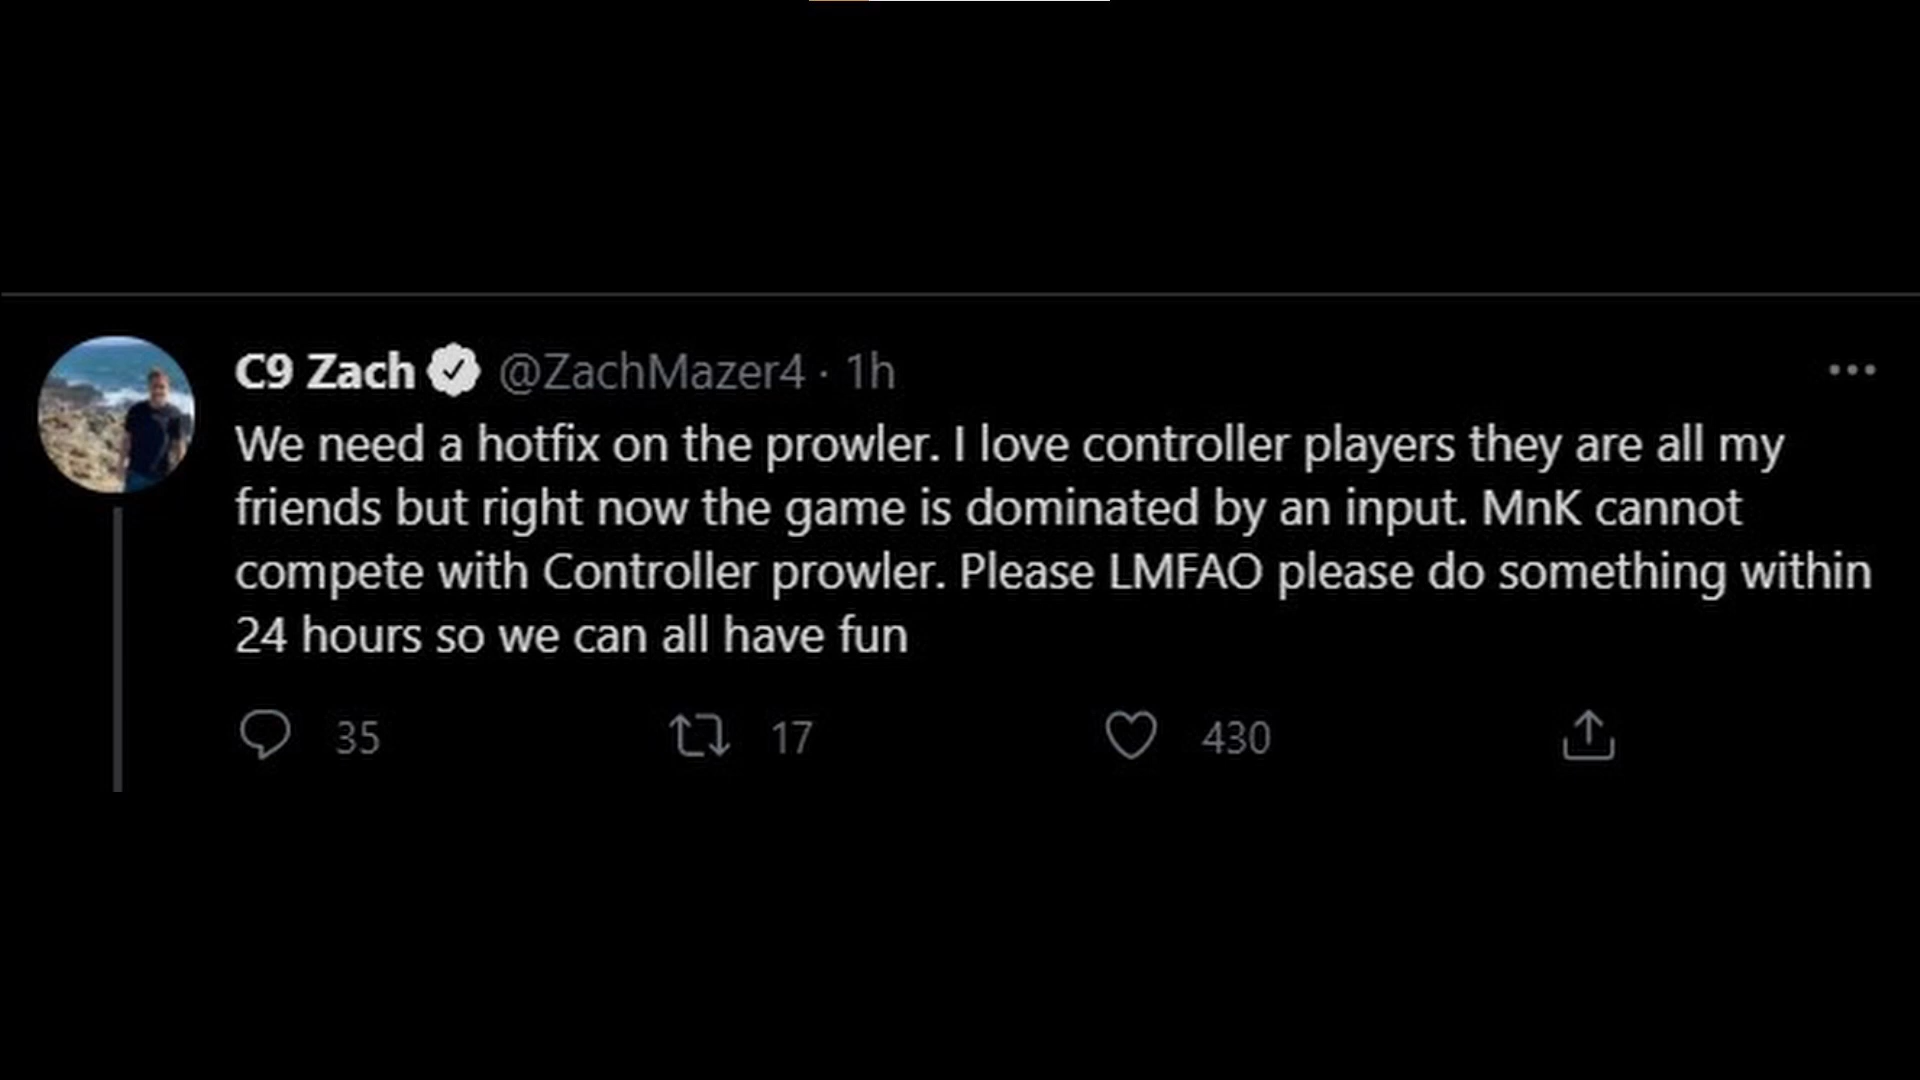 C9 Zach @ZachMazer4 · 1h
We need a hotfix on the prowler. I love controller players they are all my
friends but right now the game is dominated by an input. MnK cannot
compete with Controller prowler. Please LMFAO please do something within
24 hours so we can all have fun
35 17 430